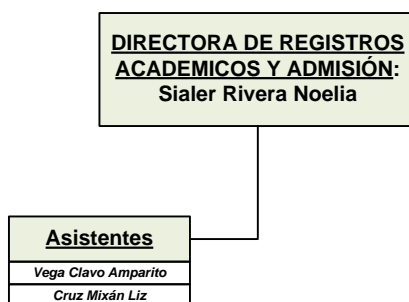 DIRECTORA DE REGISTROS
ACADEMICOS Y ADMISIÓN:
Sialer Rivera Noelia
Asistentes
Vega Clavo Amparito
Cruz Mixán Liz